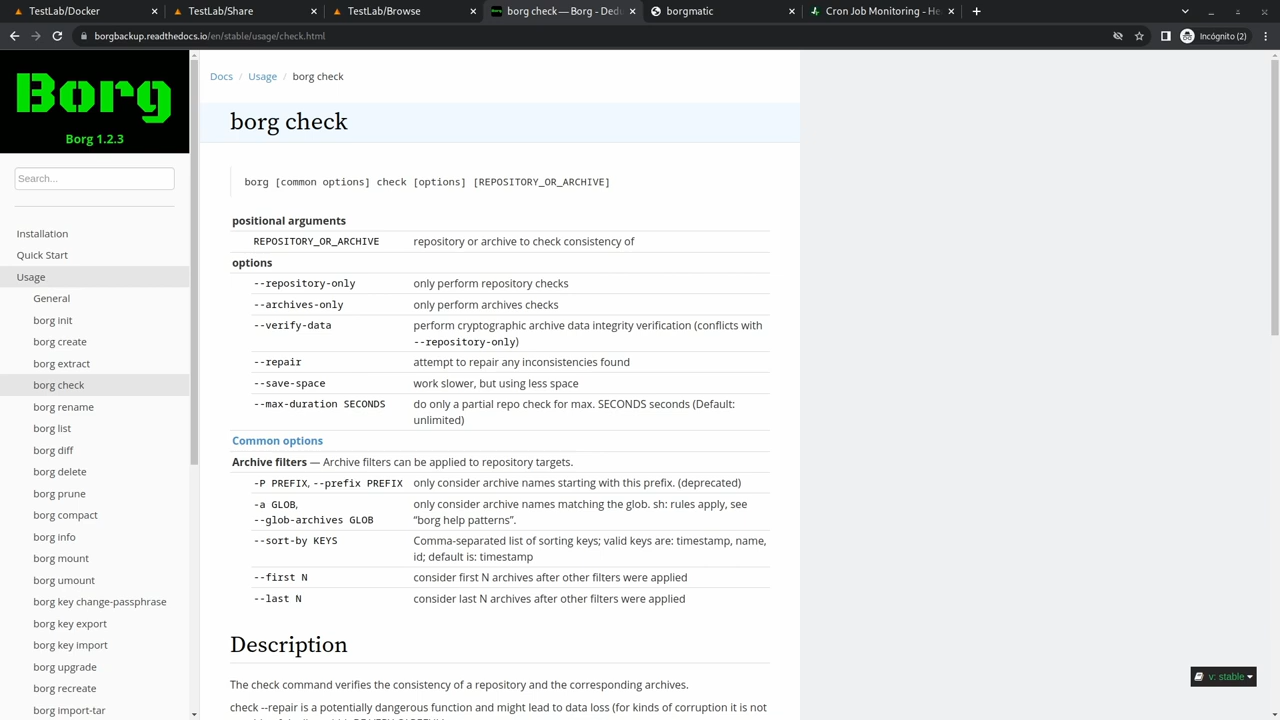 TestLab/Docker
TestLab/Share
TestLab/Browse
borg check — Borg - Dedu
borgmatic
Cron Job Monitoring - He
borgbackup.readthedocs.io/en/stable/usage/check.html
Incógnito (2)
Borg
Borg 1.2.3
Search...
Installation
Quick Start
Usage
General
borg init
borg create
borg extract
borg check
borg rename
borg list
borg diff
borg delete
borg prune
borg compact
borg info
borg mount
borg umount
borg key change-passphrase
borg key export
borg key import
borg upgrade
borg recreate
borg import-tar
Docs / Usage / borg check
borg check
borg [common options] check [options] [REPOSITORY_OR_ARCHIVE]
positional arguments
REPOSITORY_OR_ARCHIVE repository or archive to check consistency of
options
--repository-only only perform repository checks
--archives-only only perform archives checks
--verify-data perform cryptographic archive data integrity verification (conflicts with
--repository-only)
--repair attempt to repair any inconsistencies found
--save-space work slower, but using less space
--max-duration SECONDS do only a partial repo check for max. SECONDS seconds (Default:
unlimited)
Common options
Archive filters — Archive filters can be applied to repository targets.
-P PREFIX, --prefix PREFIX only consider archive names starting with this prefix. (deprecated)
-a GLOB, only consider archive names matching the glob. sh: rules apply, see
--glob-archives GLOB “borg help patterns”.
--sort-by KEYS Comma-separated list of sorting keys; valid keys are: timestamp, name,
id; default is: timestamp
--first N consider first N archives after other filters were applied
--last N consider last N archives after other filters were applied
Description
The check command verifies the consistency of a repository and the corresponding archives.
check --repair is a potentially dangerous function and might lead to data loss (for kinds of corruption it is not
v: stable